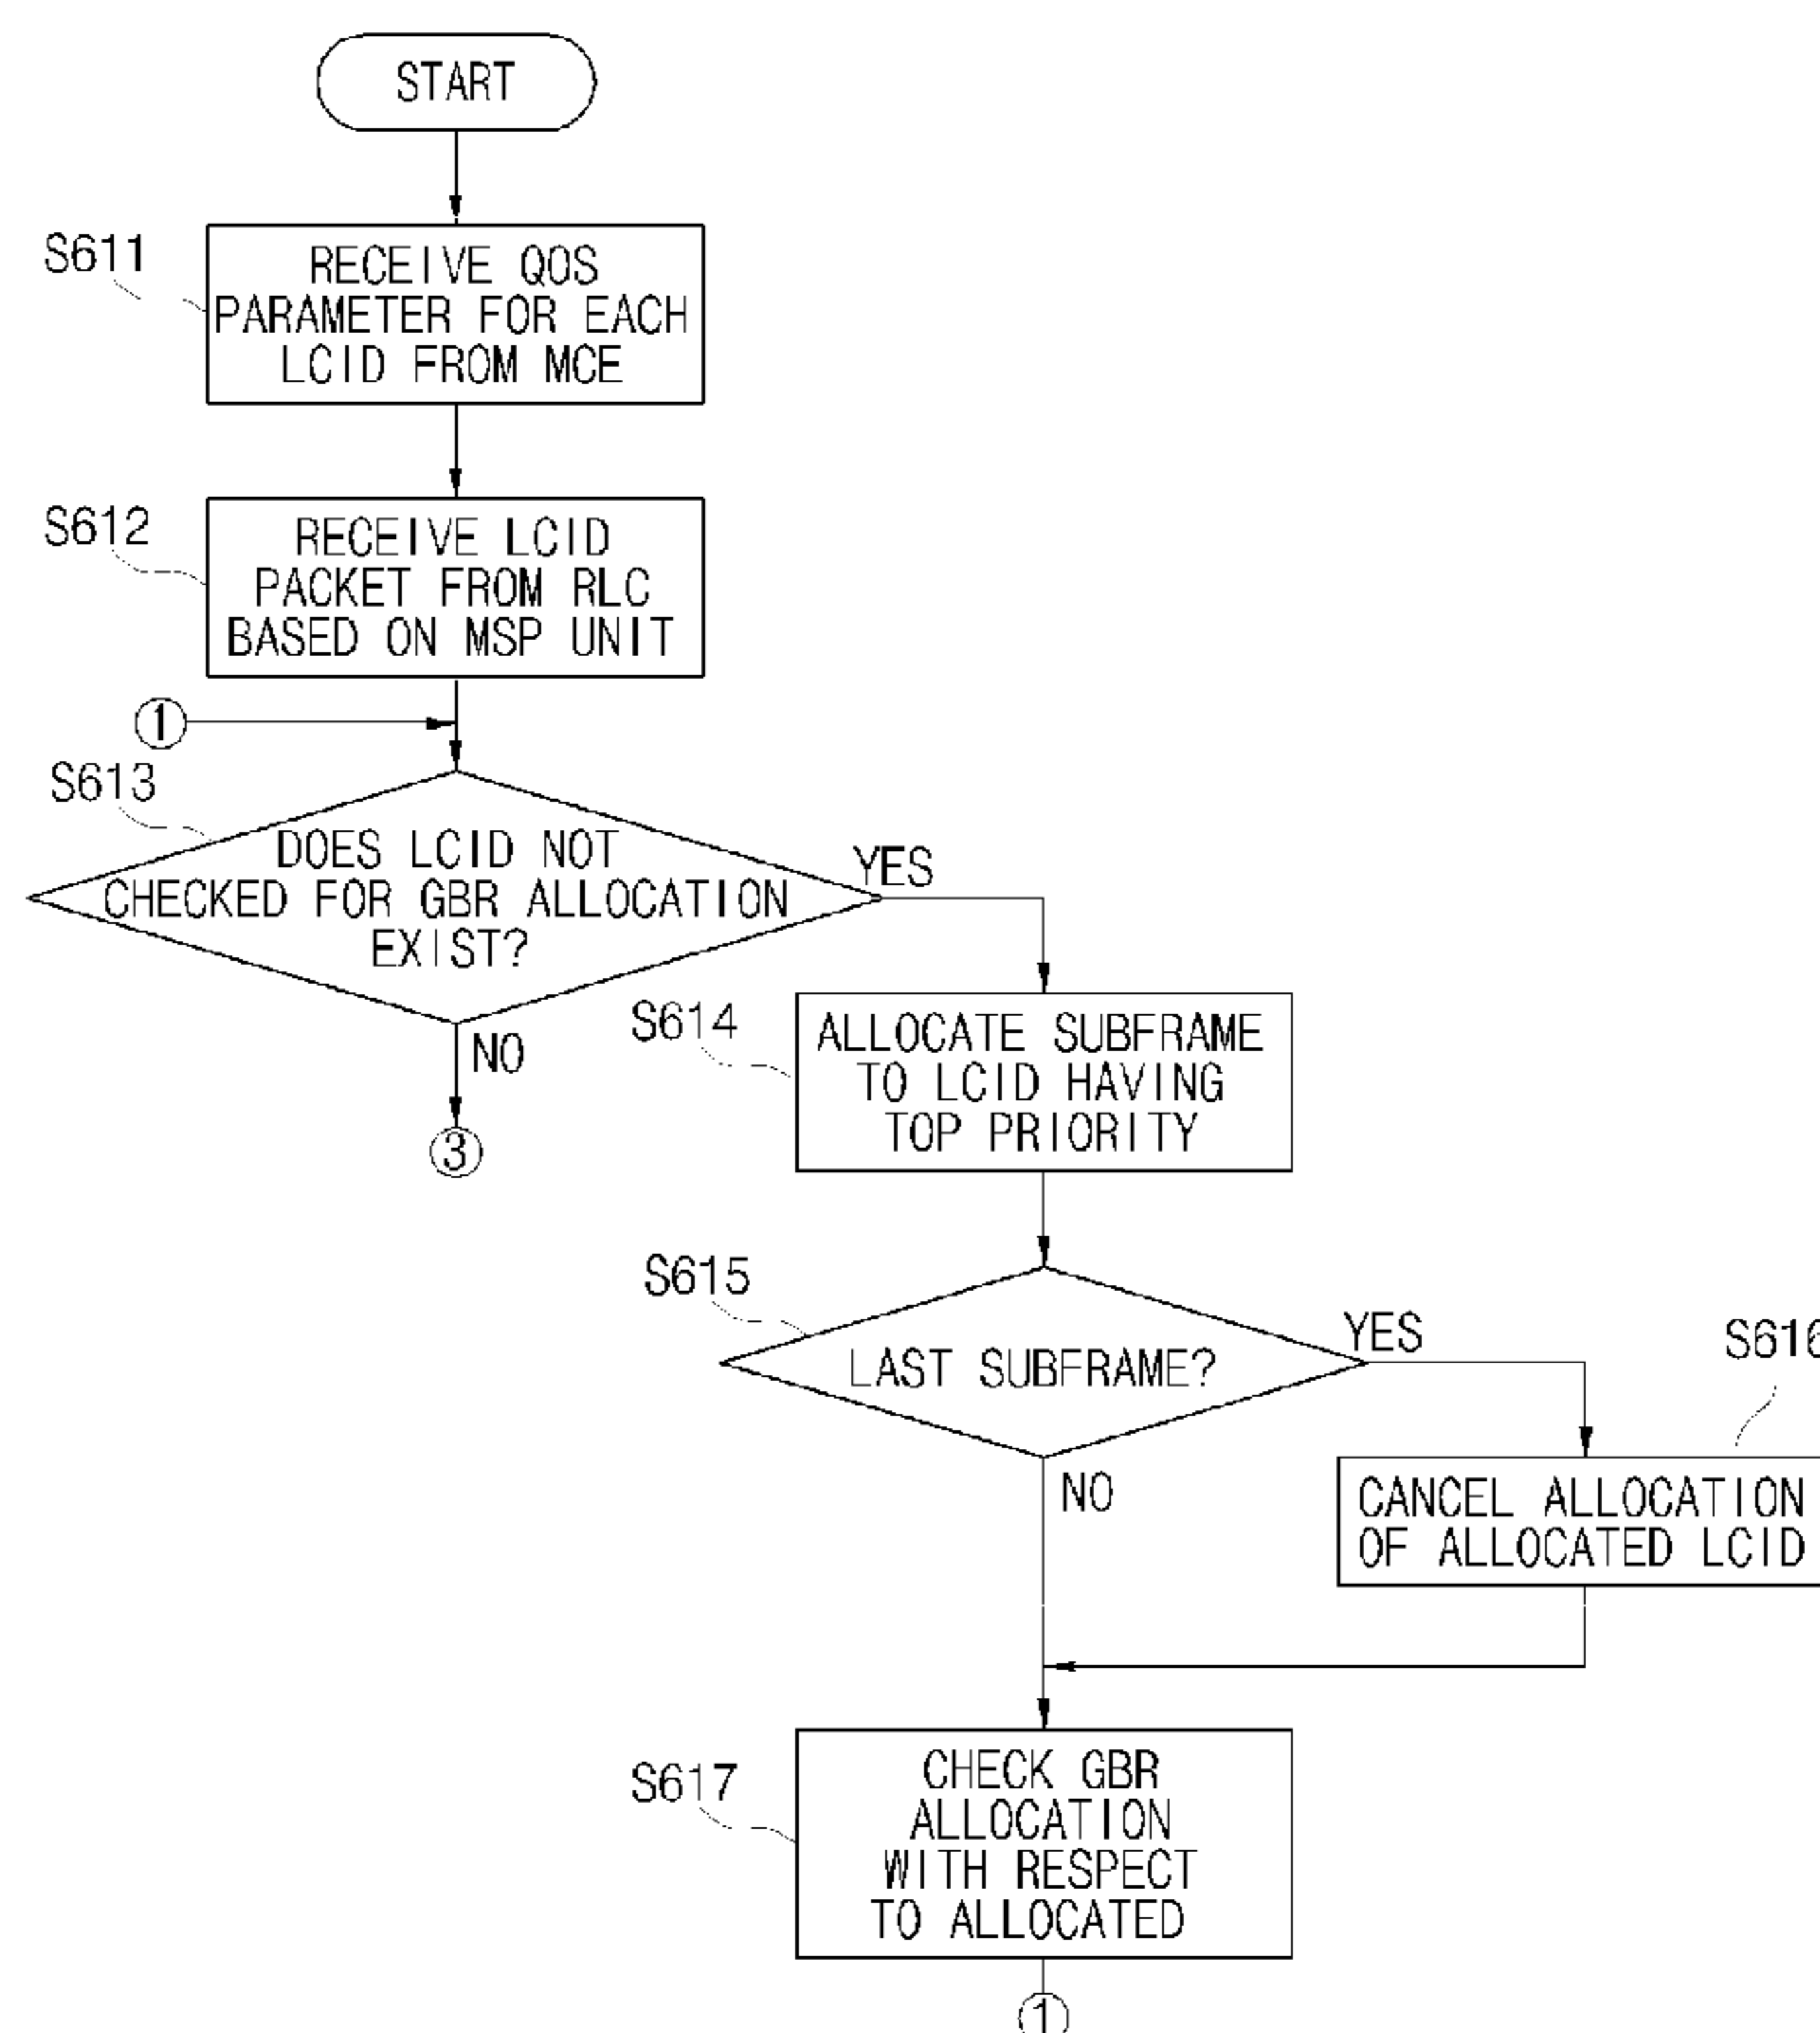 START
S611
RECEIVE QOS
PARAMETER FOR EACH
LCID FROM MCE
S612
RECEIVE LCID
PACKET FROM RLC
BASED ON MSP UNIT
①
S613
DOES LCID NOT
CHECKED FOR GBR ALLOCATION
EXIST?
YES
NO
③
S614
ALLOCATE SUBFRAME
TO LCID HAVING
TOP PRIORITY
S615
LAST SUBFRAME?
YES
NO
S616
CANCEL ALLOCATION
OF ALLOCATED LCID
S617
CHECK GBR
ALLOCATION
WITH RESPECT
TO ALLOCATED
①